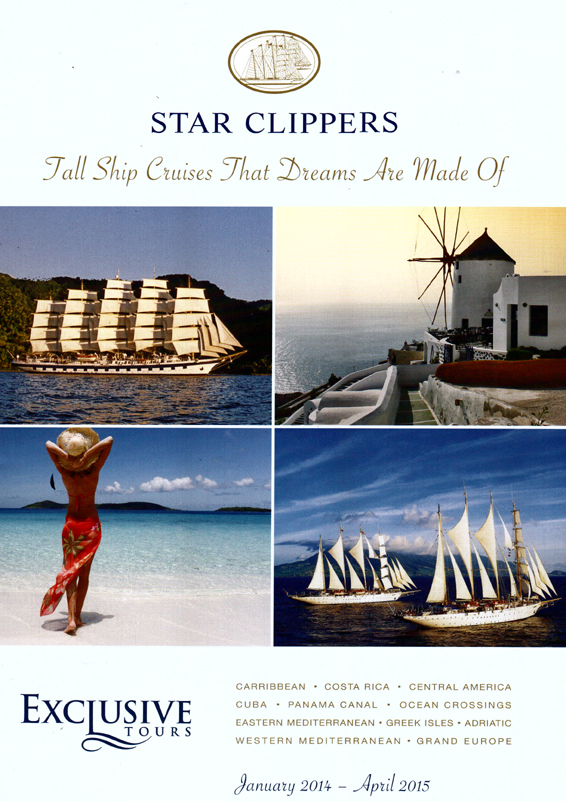 STAR CLIPPERS
Tall Ship Cruises That Dreams Are Made Of
EXCLUSIVE
TOURS
CARRIBBEAN • COSTA RICA • CENTRAL AMERICA
CUBA • PANAMA CANAL • OCEAN CROSSINGS
EASTERN MEDITERRANEAN • GREEK ISLES • ADRIATIC
WESTERN MEDITERRANEAN • GRAND EUROPE
January 2014 – April 2015